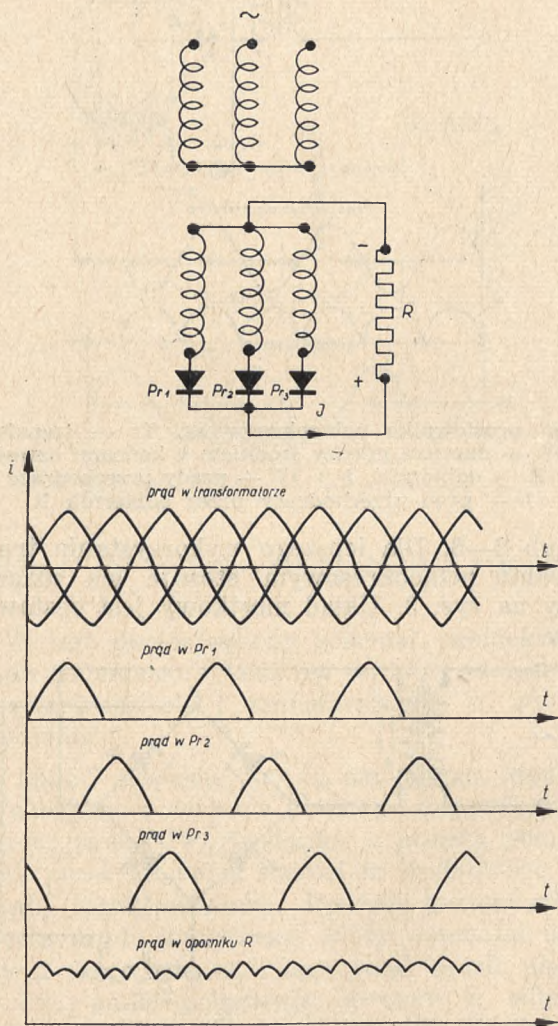 ~
-
R
Pr1 Pr2 Pr3 +
J
i
prąd w transformatorze
t
prąd w Pr1
t
prąd w Pr2
t
prąd w Pr3
t
prąd w oporniku R
t